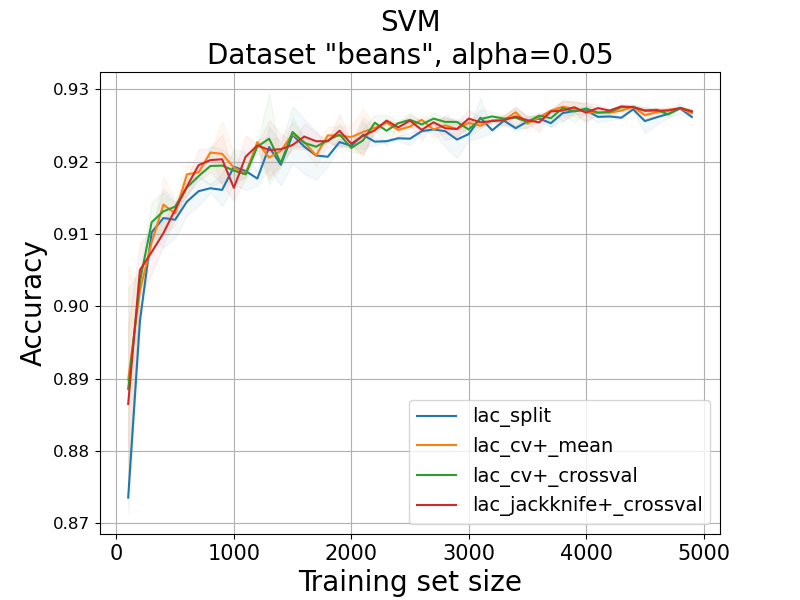 SVM
Dataset "beans", alpha=0.05
Accuracy
0.93
0.92
0.91
0.90
0.89
0.88
0.87
lac_split
lac_cv+_mean
lac_cv+_crossval
lac_jackknife+_crossval
0 1000 2000 3000 4000 5000
Training set size